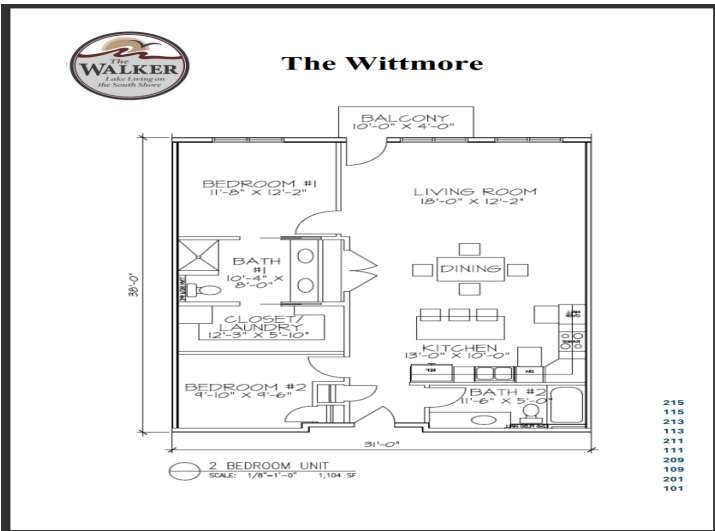 The
WALKER
Lake Living on
the South Shore
The Wittmore
BALCONY
10'-0" X 4'-0"
BEDROOM #1
11'-8" X 12'-2"
LIVING ROOM
18'-0" X 12'-2"
BATH
#1
10'-4" X
8'-0"
DINING
38'-0"
CLOSET/
LAUNDRY
12'-3" X 5'-10"
KITCHEN
13'-0" X 10'-0"
BEDROOM #2
9'-10" X 9'-6"
BATH #2
11'-6" X 5'-0"
31'-0"
2 BEDROOM UNIT
SCALE: 1/8"=1'-0" 1,104 SF
215
115
213
113
211
111
209
109
201
101